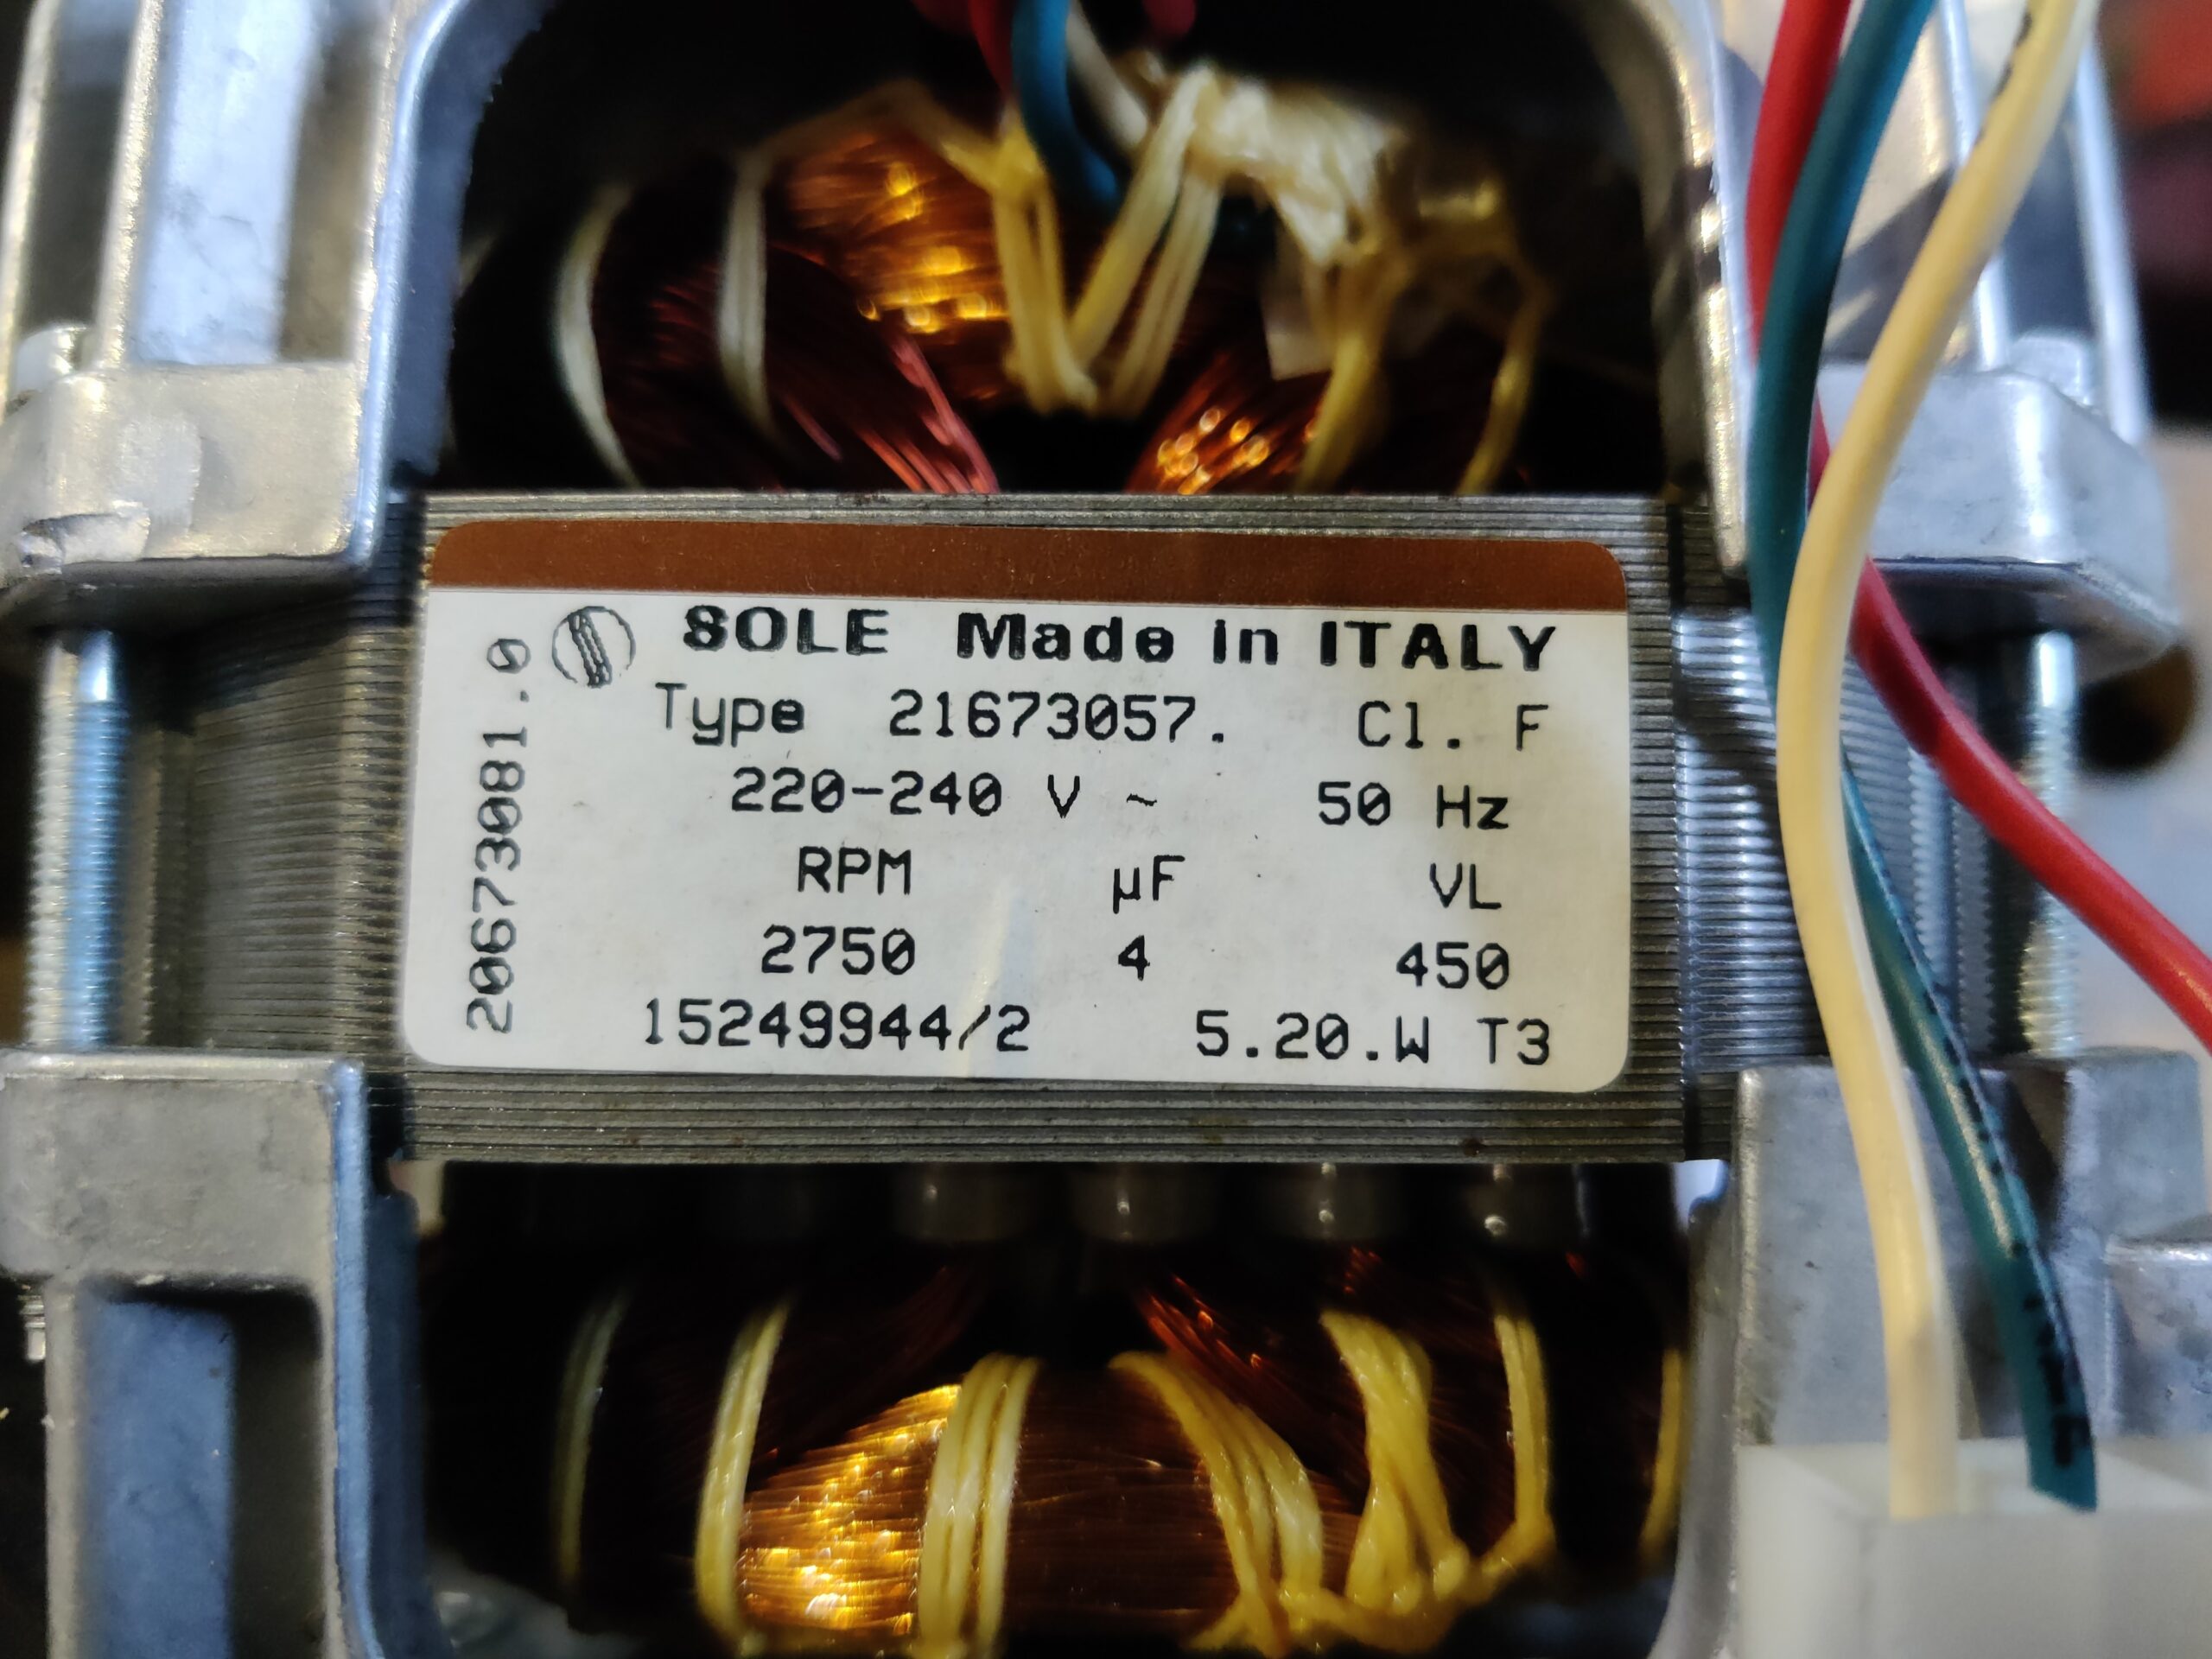 SOLE Made in ITALY
Type 21673057. Cl. F
220-240 V ~ 50 Hz
RPM µF VL
2750 4 450
15249944/2 5.20.W T3
20673081.0